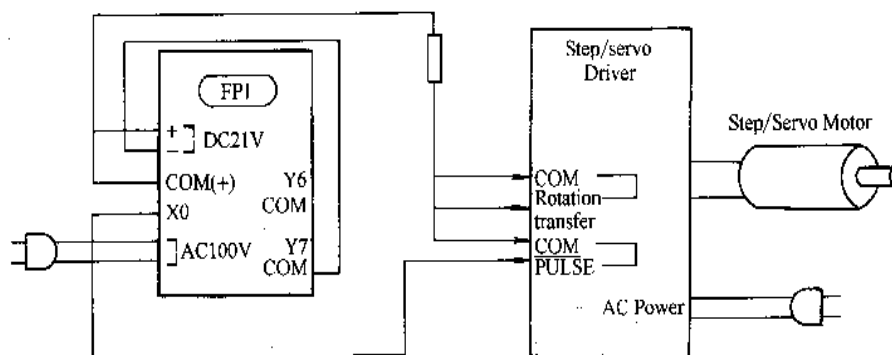 FP1
+
−
DC21V
COM(+)
X0
AC100V
Y6
COM
Y7
COM
Step/servo
Driver
COM
Rotation
transfer
COM
PULSE
AC Power
Step/Servo Motor